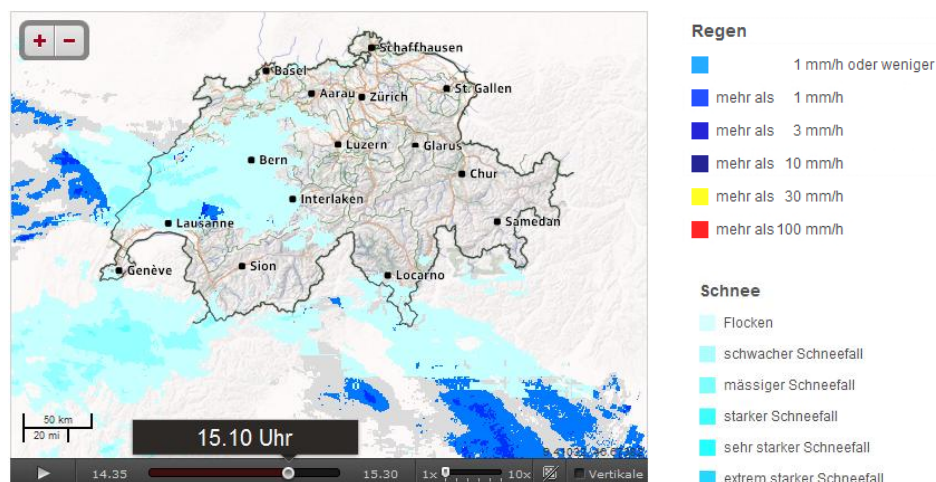 + −
Schaffhausen
Basel
Aarau
Zürich
St. Gallen
Luzern
Glarus
Bern
Chur
Interlaken
Lausanne
Samedan
Sion
Genève
Locarno
50 km
20 mi
15.10 Uhr
14.35
15.30
1x
10x
Vertikale
Regen
1 mm/h oder weniger
mehr als 1 mm/h
mehr als 3 mm/h
mehr als 10 mm/h
mehr als 30 mm/h
mehr als 100 mm/h
Schnee
Flocken
schwacher Schneefall
mässiger Schneefall
starker Schneefall
sehr starker Schneefall
extrem starker Schneefall